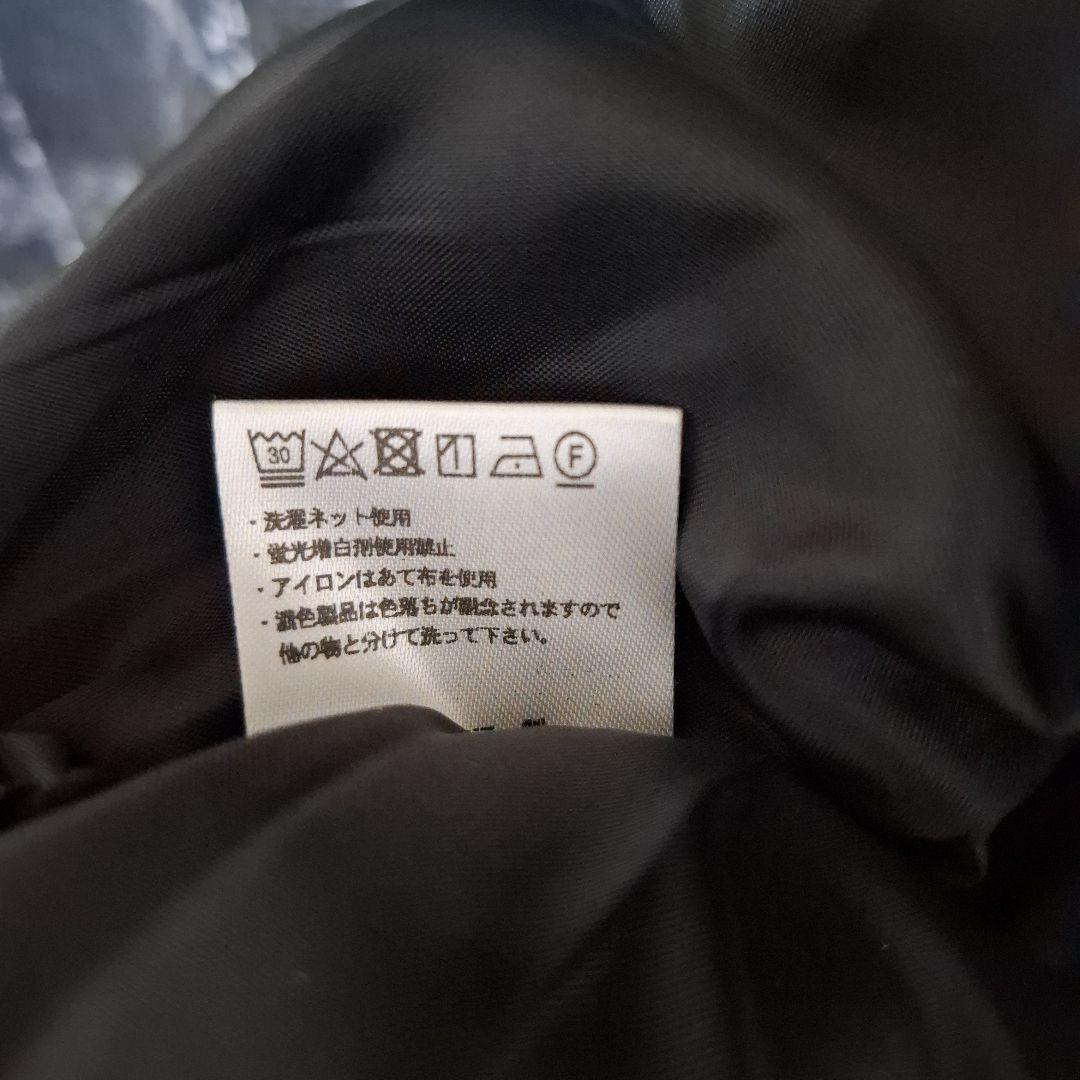 30 F
・洗濯ネット使用
・蛍光増白剤使用禁止
・アイロンはあて布を使用
・濃色製品は色落ちが懸念されますので
他の物と分けて洗って下さい。